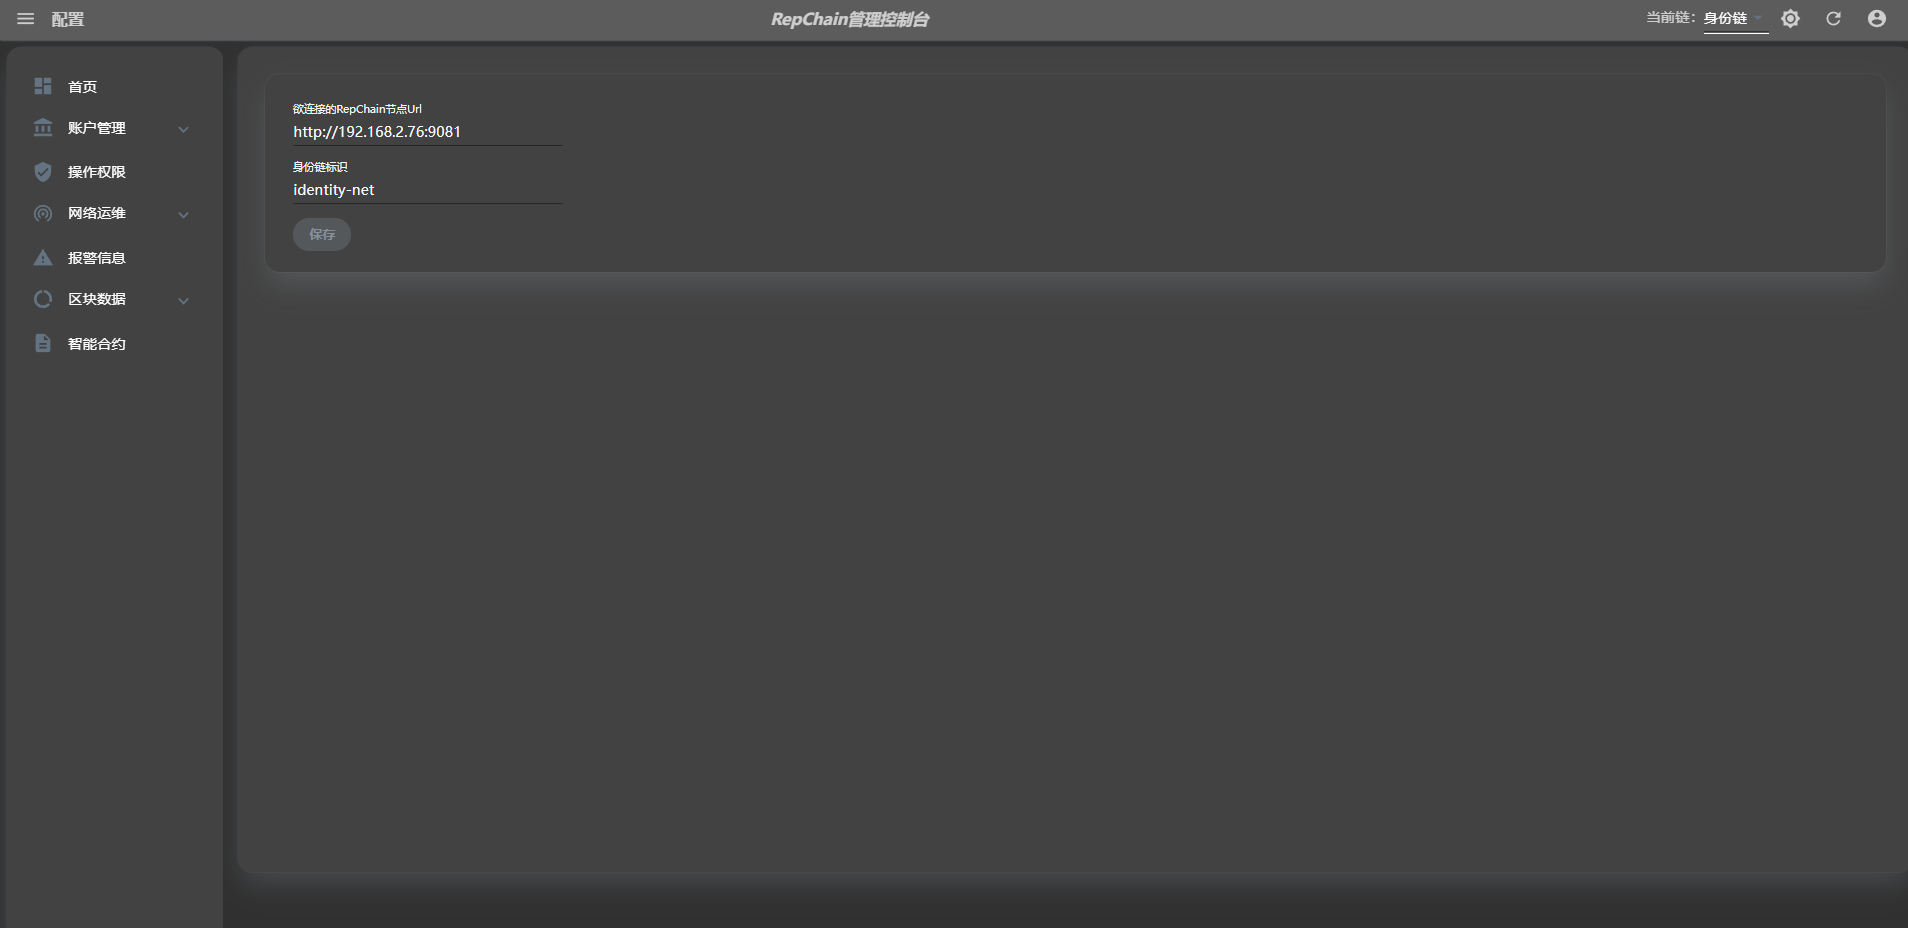 配置
RepChain管理控制台
当前链：
身份链
首页
账户管理
操作权限
网络运维
报警信息
区块数据
智能合约
欲连接的RepChain节点Url
http://192.168.2.76:9081
身份链标识
identity-net
保存